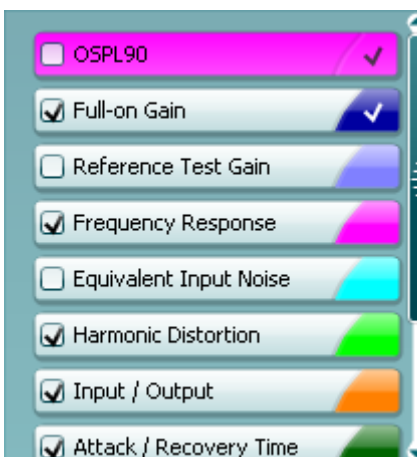 OSPL90
Full-on Gain
Reference Test Gain
Frequency Response
Equivalent Input Noise
Harmonic Distortion
Input / Output
Attack / Recovery Time